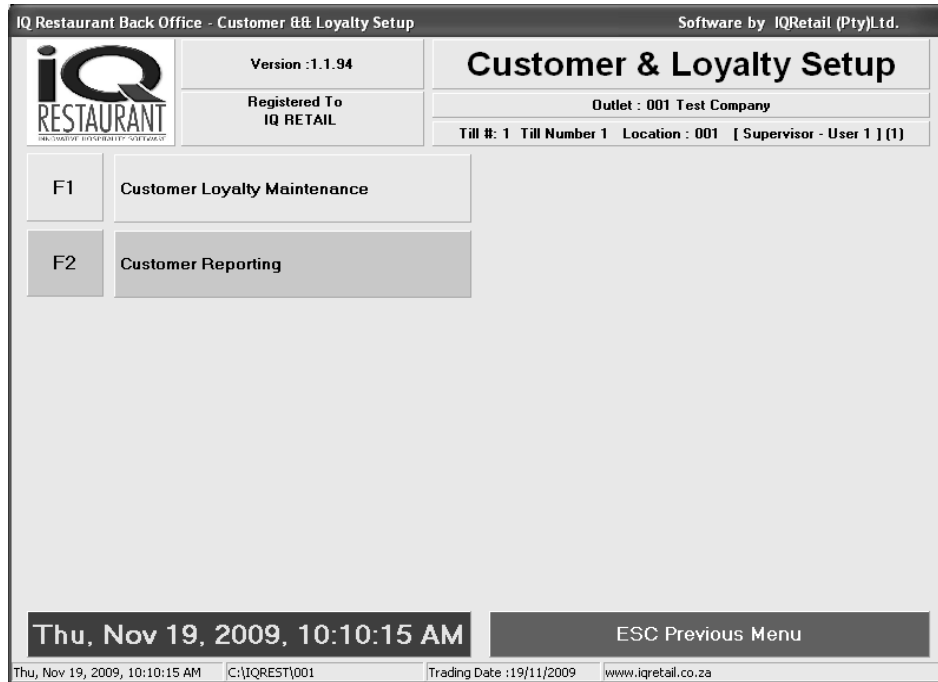 IQ Restaurant Back Office - Customer && Loyalty Setup Software by IQRetail (Pty)Ltd.
iQ
RESTAURANT
INNOVATIVE HOSPITALITY SOFTWARE
Version :1.1.94
Registered To
IQ RETAIL
Customer & Loyalty Setup
Outlet : 001 Test Company
Till #: 1 Till Number 1 Location : 001 [ Supervisor - User 1 ] (1)
F1 Customer Loyalty Maintenance
F2 Customer Reporting
Thu, Nov 19, 2009, 10:10:15 AM ESC Previous Menu
Thu, Nov 19, 2009, 10:10:15 AM C:\IQREST\001 Trading Date :19/11/2009 www.iqretail.co.za